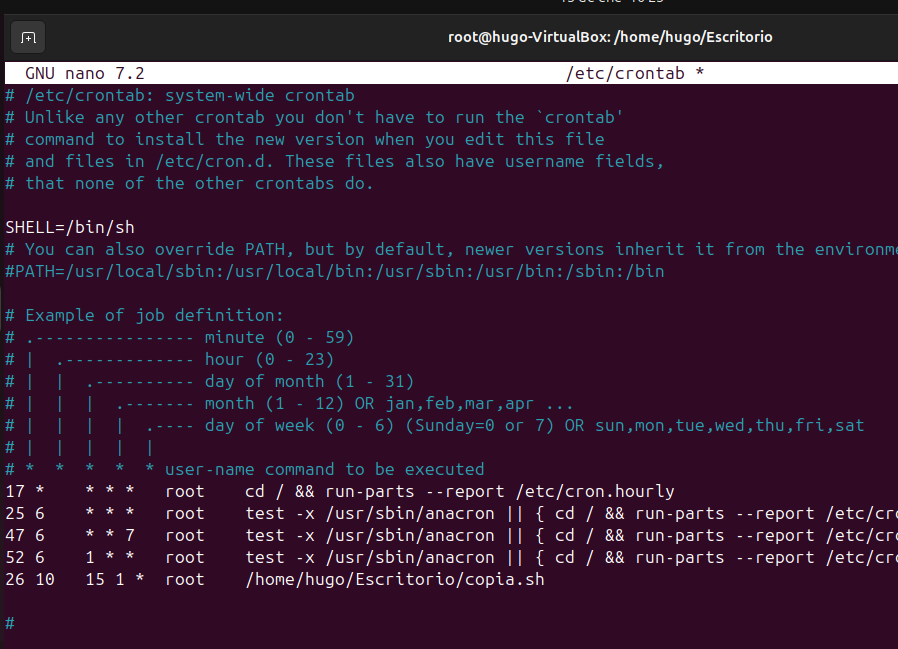 root@hugo-VirtualBox: /home/hugo/Escritorio
GNU nano 7.2 /etc/crontab *
# /etc/crontab: system-wide crontab
# Unlike any other crontab you don't have to run the `crontab'
# command to install the new version when you edit this file
# and files in /etc/cron.d. These files also have username fields,
# that none of the other crontabs do.
SHELL=/bin/sh
# You can also override PATH, but by default, newer versions inherit it from the environme
#PATH=/usr/local/sbin:/usr/local/bin:/usr/sbin:/usr/bin:/sbin:/bin
# Example of job definition:
# .---------------- minute (0 - 59)
# |  .------------- hour (0 - 23)
# |  |  .---------- day of month (1 - 31)
# |  |  |  .------- month (1 - 12) OR jan,feb,mar,apr ...
# |  |  |  |  .---- day of week (0 - 6) (Sunday=0 or 7) OR sun,mon,tue,wed,thu,fri,sat
# |  |  |  |  |
# *  *  *  *  * user-name command to be executed
17 *    * * *   root    cd / && run-parts --report /etc/cron.hourly
25 6    * * *   root    test -x /usr/sbin/anacron || { cd / && run-parts --report /etc/cro
47 6    * * 7   root    test -x /usr/sbin/anacron || { cd / && run-parts --report /etc/cro
52 6    1 * *   root    test -x /usr/sbin/anacron || { cd / && run-parts --report /etc/cro
26 10   15 1 *  root    /home/hugo/Escritorio/copia.sh
#